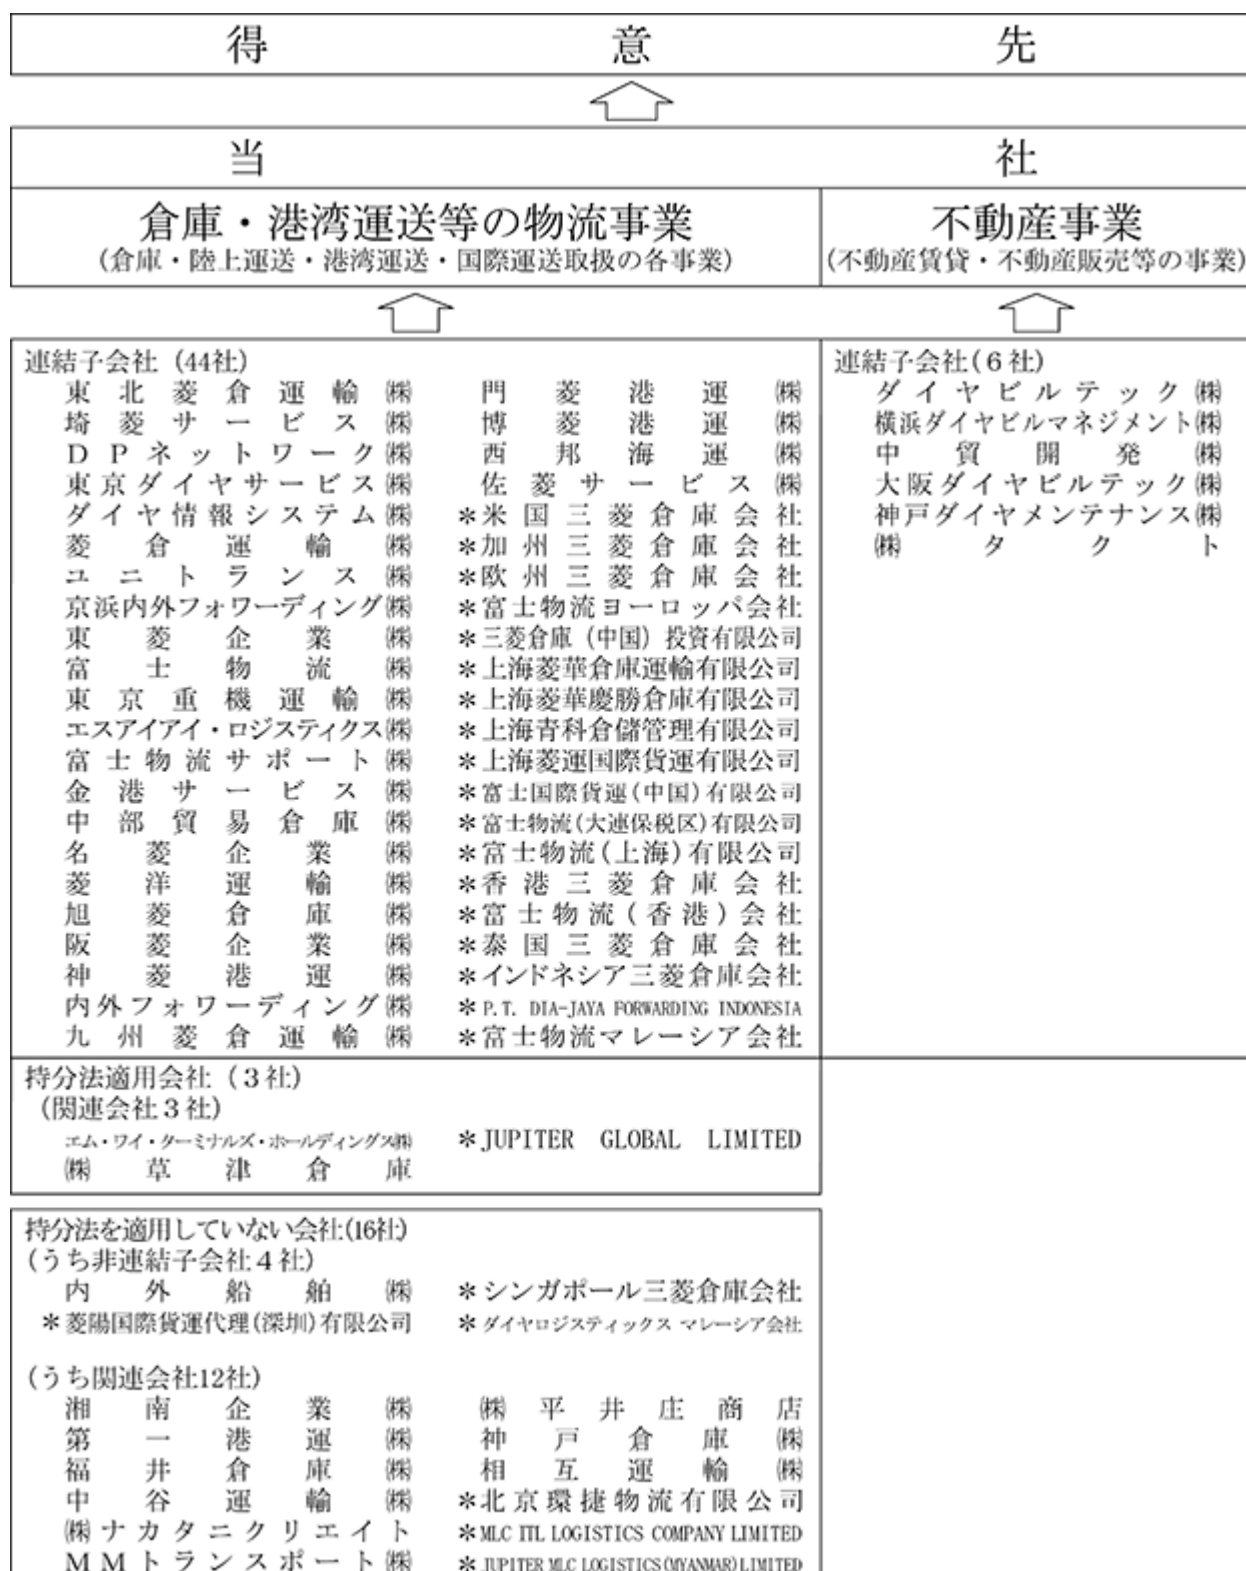 得意先
当社
倉庫・港湾運送等の物流事業
(倉庫・陸上運送・港湾運送・国際運送取扱の各事業)
不動産事業
(不動産賃貸・不動産販売等の事業)
連結子会社 (44社)
東北菱倉運輸㈱
埼菱サービス㈱
DPネットワーク㈱
東京ダイヤサービス㈱
ダイヤ情報システム㈱
菱倉運輸㈱
ユニトランス㈱
京浜内外フォワーディング㈱
東菱企業㈱
富士物流㈱
東京重機運輸㈱
エスアイアイ・ロジスティクス㈱
富士物流サポート㈱
金港サービス㈱
中部貿易倉庫㈱
名菱企業㈱
菱洋運輸㈱
旭菱倉庫㈱
阪菱企業㈱
神菱港運㈱
内外フォワーディング㈱
九州菱倉運輸㈱
門菱港運㈱
博菱港運㈱
西邦海運㈱
佐菱サービス㈱
*米国三菱倉庫会社
*加州三菱倉庫会社
*欧州三菱倉庫会社
*富士物流ヨーロッパ会社
*三菱倉庫(中国)投資有限公司
*上海菱華倉庫運輸有限公司
*上海菱華慶勝倉庫有限公司
*上海青科倉儲管理有限公司
*上海菱運国際貨運有限公司
*富士国際貨運(中国)有限公司
*富士物流(大連保税区)有限公司
*富士物流(上海)有限公司
*香港三菱倉庫会社
*富士物流(香港)会社
*泰国三菱倉庫会社
*インドネシア三菱倉庫会社
*P.T. DIA-JAYA FORWARDING INDONESIA
*富士物流マレーシア会社
連結子会社(6社)
ダイヤビルテック㈱
横浜ダイヤビルマネジメント㈱
中貿開発㈱
大阪ダイヤビルテック㈱
神戸ダイヤメンテナンス㈱
㈱タクト
持分法適用会社 (3社)
(関連会社3社)
エム・ワイ・ターミナルズ・ホールディングス㈱
㈱草津倉庫
*JUPITER GLOBAL LIMITED
持分法を適用していない会社(16社)
(うち非連結子会社4社)
内外船舶㈱
*菱陽国際貨運代理(深圳)有限公司
*シンガポール三菱倉庫会社
*ダイヤロジスティックス マレーシア会社
(うち関連会社12社)
湘南企業㈱
第一港運㈱
福井倉庫㈱
中谷運輸㈱
㈱ナカタニクリエイト
MMトランスポート㈱
㈱平井庄商店
神戸倉庫㈱
相互運輸㈱
*北京環捷物流有限公司
*MLC ITL LOGISTICS COMPANY LIMITED
*JUPITER MLC LOGISTICS(MYANMAR)LIMITED